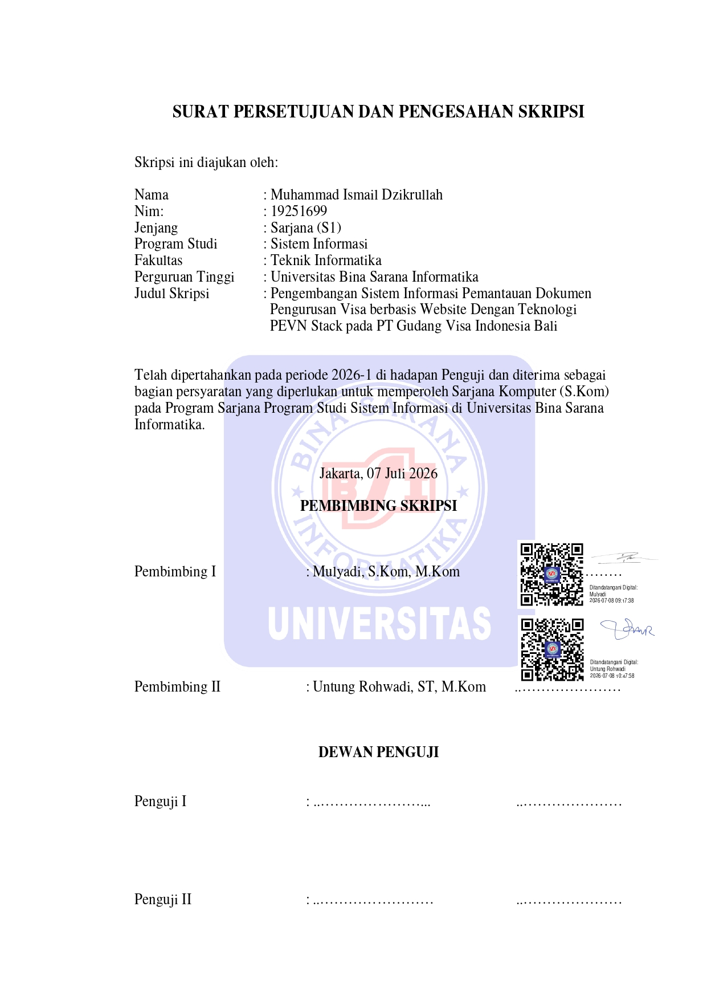 SURAT PERSETUJUAN DAN PENGESAHAN SKRIPSI
Skripsi ini diajukan oleh:
Nama : Muhammad Ismail Dzikrullah
Nim: : 19251699
Jenjang : Sarjana (S1)
Program Studi : Sistem Informasi
Fakultas : Teknik Informatika
Perguruan Tinggi : Universitas Bina Sarana Informatika
Judul Skripsi : Pengembangan Sistem Informasi Pemantauan Dokumen
Pengurusan Visa berbasis Website Dengan Teknologi
PEVN Stack pada PT Gudang Visa Indonesia Bali
Telah dipertahankan pada periode 2026-1 di hadapan Penguji dan diterima sebagai
bagian persyaratan yang diperlukan untuk memperoleh Sarjana Komputer (S.Kom)
pada Program Sarjana Program Studi Sistem Informasi di Universitas Bina Sarana
Informatika.
BINA SARANA
BSI
INFORMATIKA
UNIVERSITAS
Jakarta, 07 Juli 2026
PEMBIMBING SKRIPSI
Pembimbing I : Mulyadi, S.Kom, M.Kom ........
Ditandatangani Digital:
Mulyadi
2026-07-08 09:17:38
Ditandatangani Digital:
Untung Rohwadi
2026-07-08 10:47:58
Pembimbing II : Untung Rohwadi, ST, M.Kom ..…………………
DEWAN PENGUJI
Penguji I : ..…………………... ..…………………
Penguji II : ..…………………… ..…………………